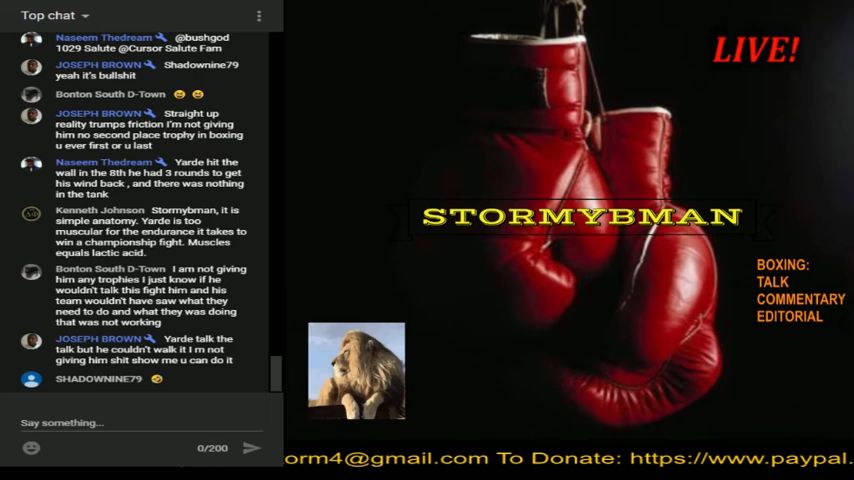 Top chat
Naseem Thedream @bushgod
1029 Salute @Cursor Salute Fam
JOSEPH BROWN Shadownine79
yeah it's bullshit
Bonton South D-Town
JOSEPH BROWN Straight up
reality trumps friction I'm not giving
him no second place trophy in boxing
u ever first or u last
Naseem Thedream Yarde hit the
wall in the 8th he had 3 rounds to get
his wind back , and there was nothing
in the tank
Kenneth Johnson Stormybman, it is
simple anatomy. Yarde is too
muscular for the endurance it takes to
win a championship fight. Muscles
equals lactic acid.
Bonton South D-Town I am not giving
him any trophies I just know if he
wouldn't talk this fight him and his
team wouldn't have saw what they
need to do and what they was doing
that was not working
JOSEPH BROWN Yarde talk the
talk but he couldn't walk it I m not
giving him shit show me u can do it
SHADOWNINE79
Say something...
0/200
LIVE!
STORMYBMAN
BOXING:
TALK
COMMENTARY
EDITORIAL
orm4@gmail.com To Donate: https://www.paypal.